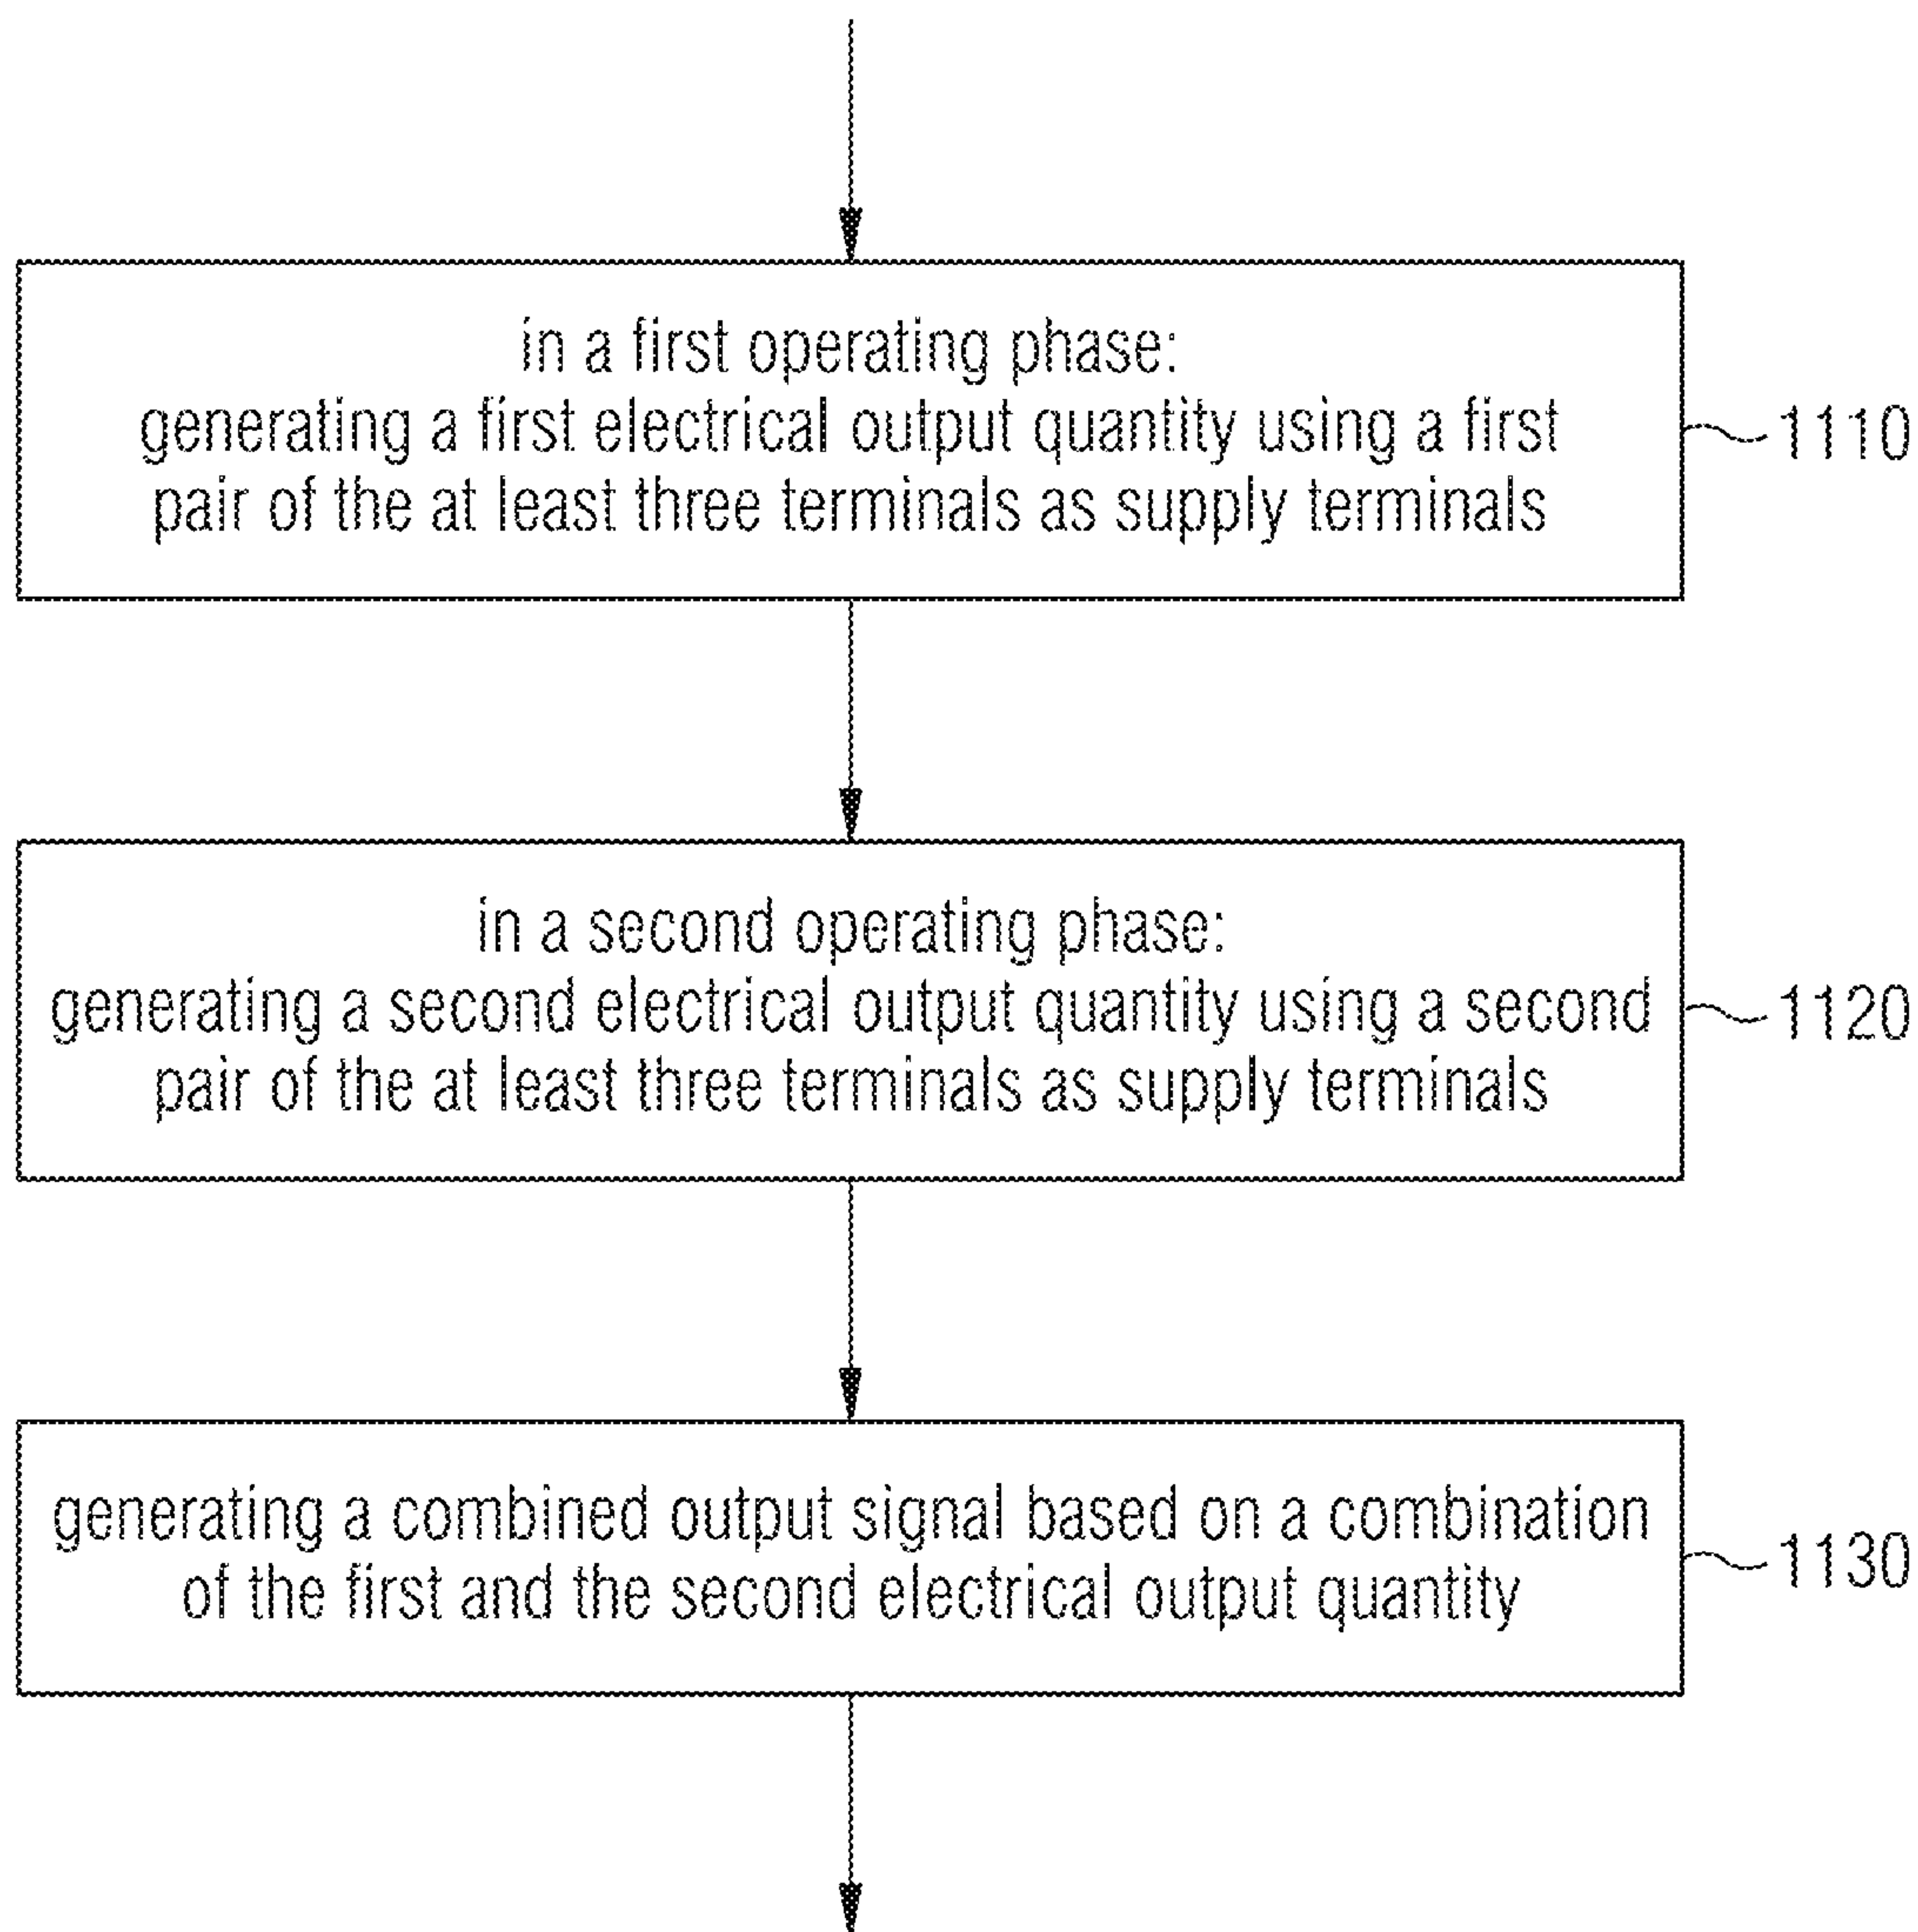 in a first operating phase:
generating a first electrical output quantity using a first
pair of the at least three terminals as supply terminals
1110
in a second operating phase:
generating a second electrical output quantity using a second
pair of the at least three terminals as supply terminals
1120
generating a combined output signal based on a combination
of the first and the second electrical output quantity
1130